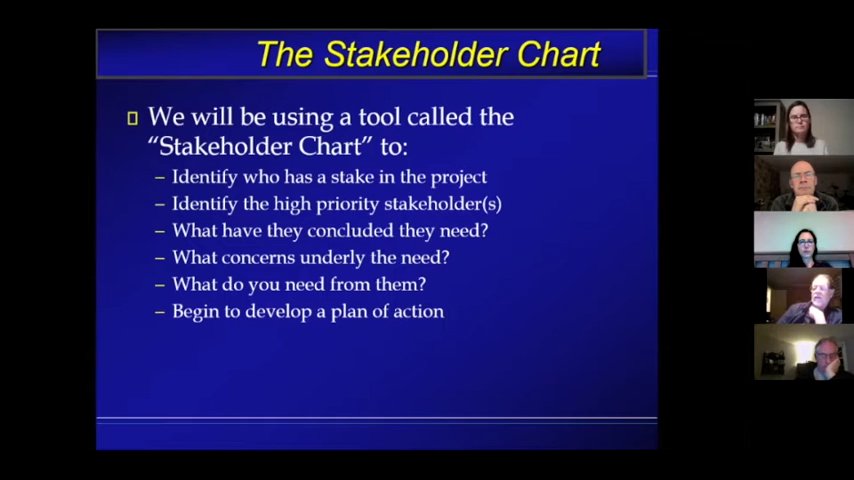 The Stakeholder Chart
We will be using a tool called the
“Stakeholder Chart” to:
– Identify who has a stake in the project
– Identify the high priority stakeholder(s)
– What have they concluded they need?
– What concerns underly the need?
– What do you need from them?
– Begin to develop a plan of action